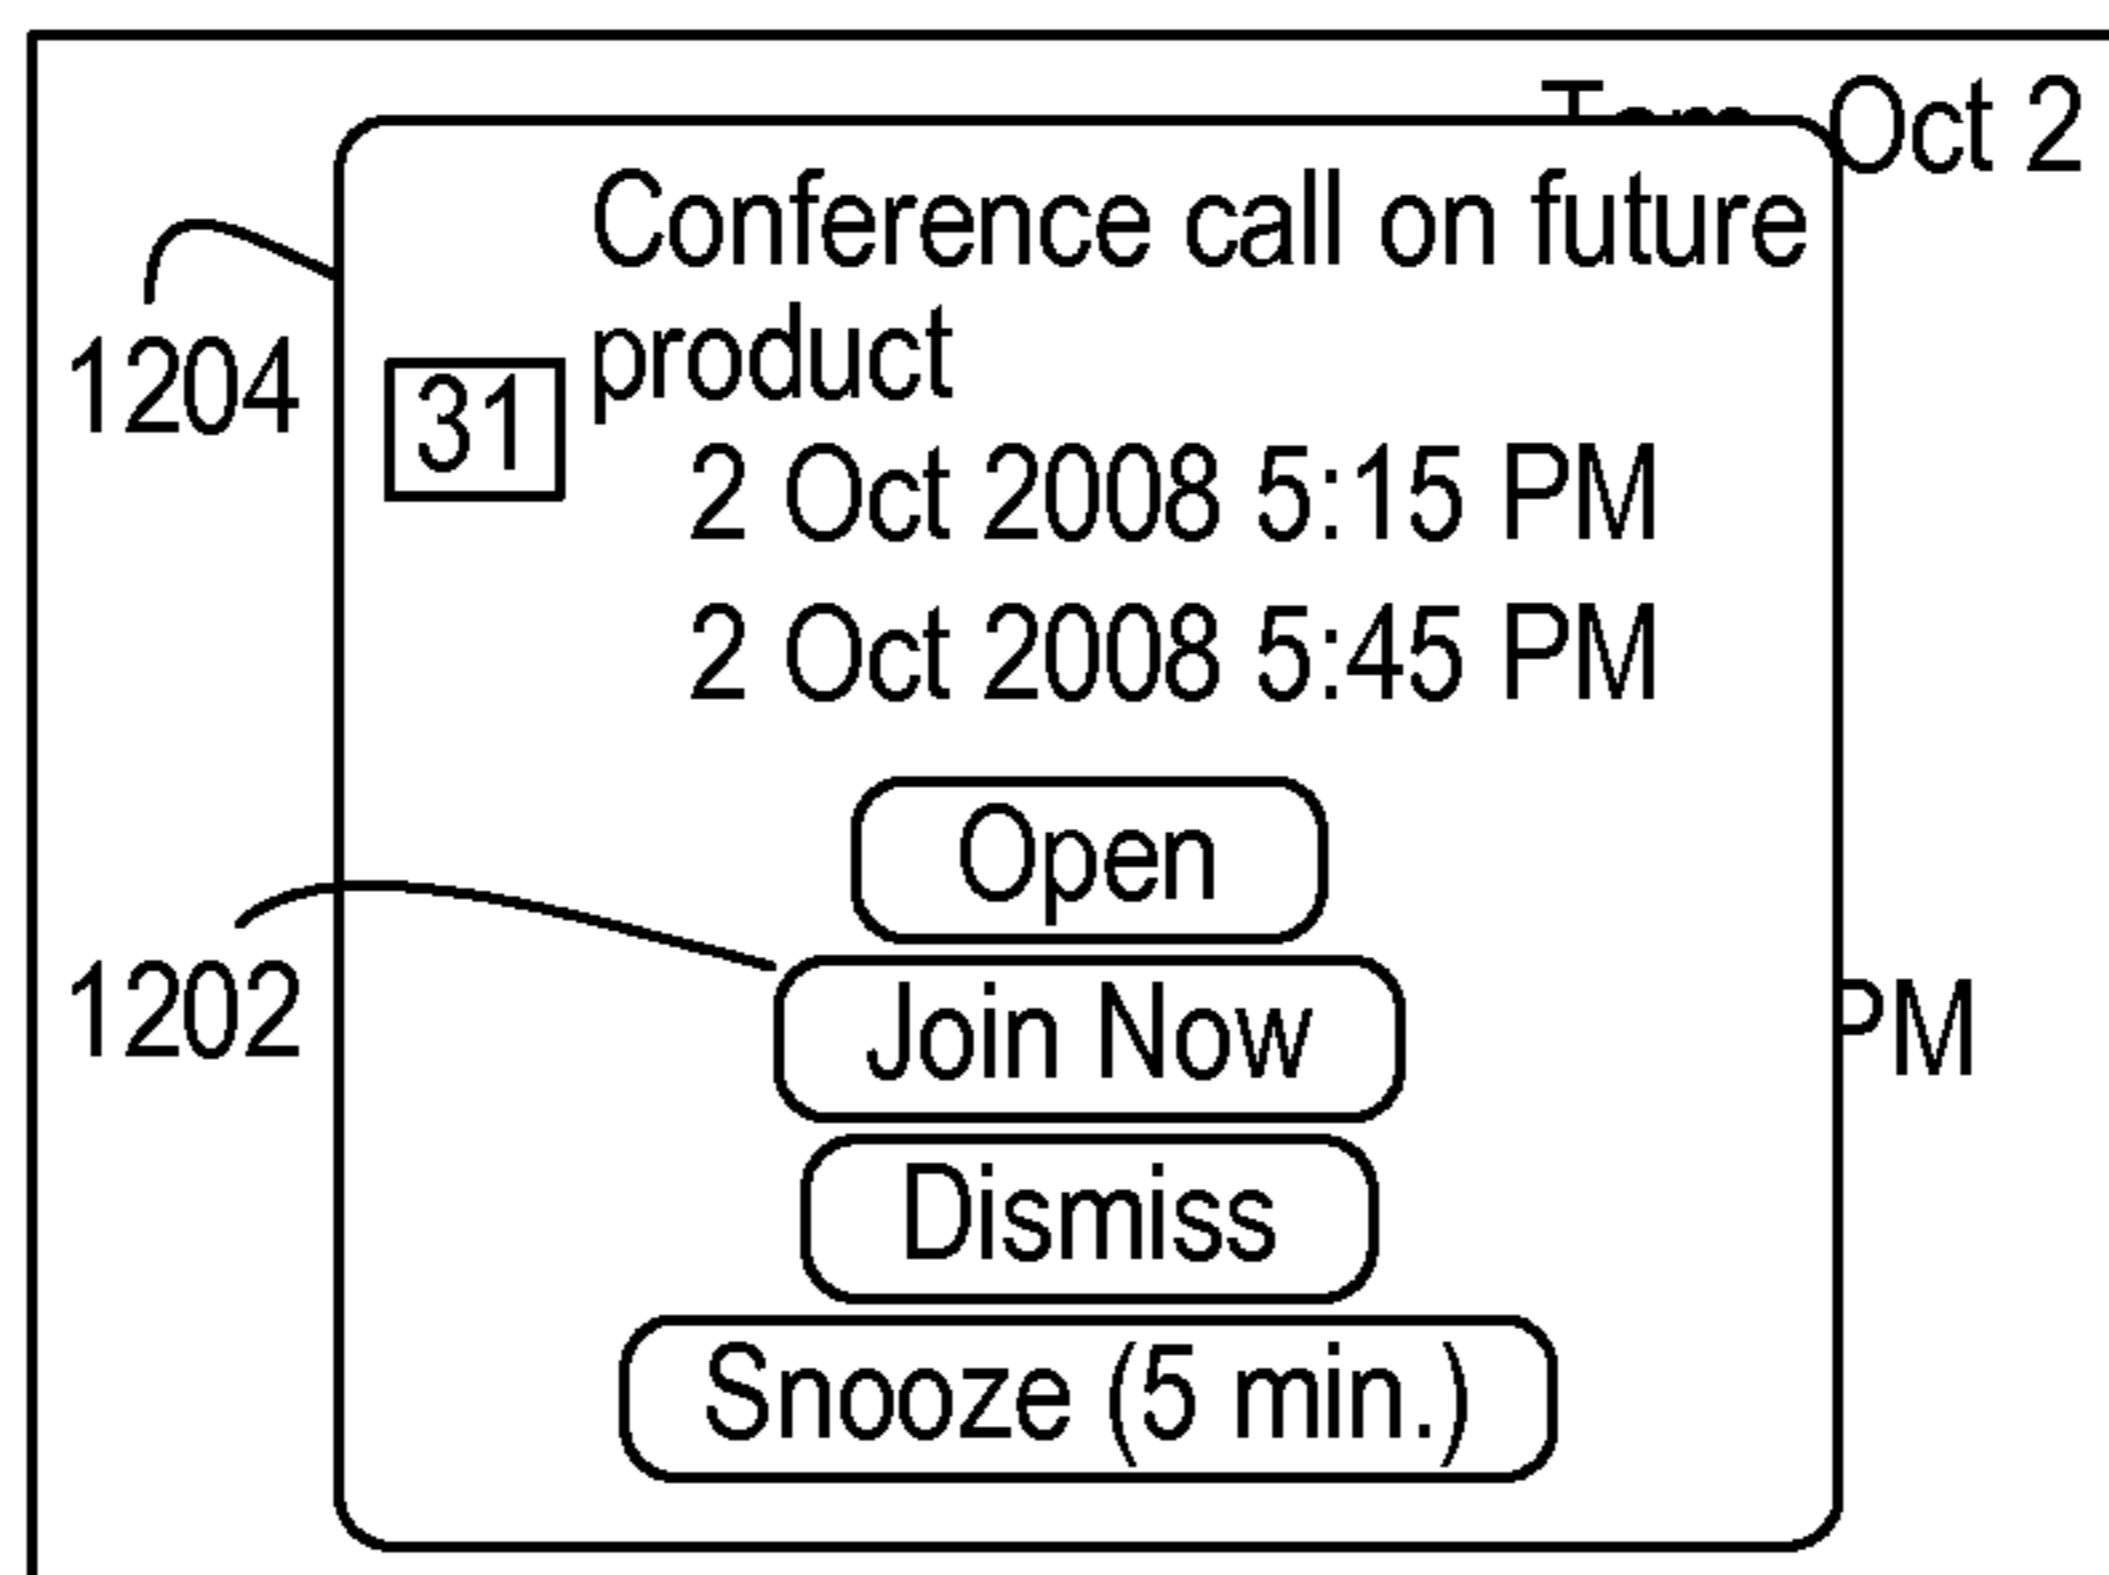 Oct 2
Conference call on future
product
1204
31
2 Oct 2008 5:15 PM
2 Oct 2008 5:45 PM
Open
1202
Join Now
PM
Dismiss
Snooze (5 min.)